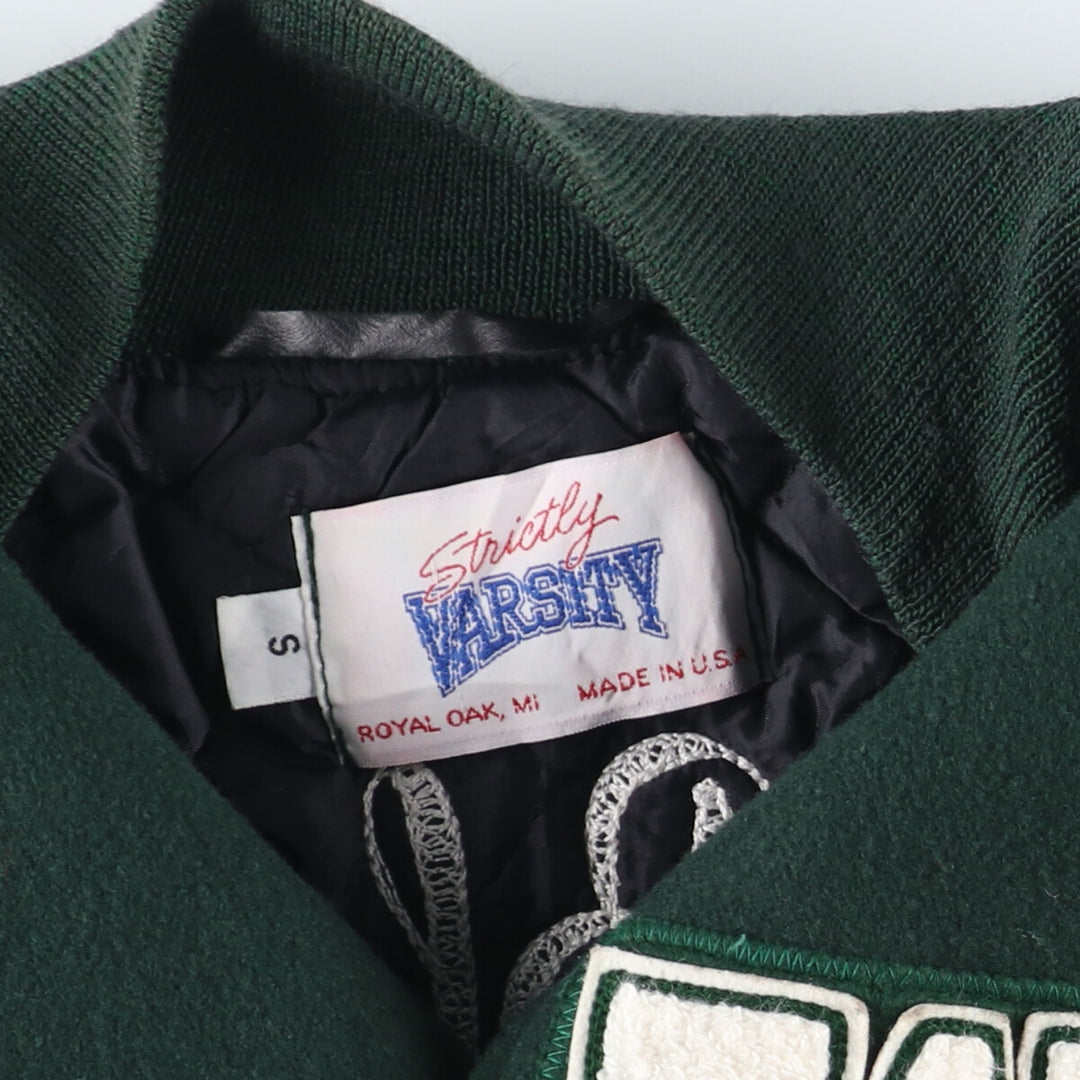 Strictly
VARSITY
ROYAL OAK, MI MADE IN U.S.A
S